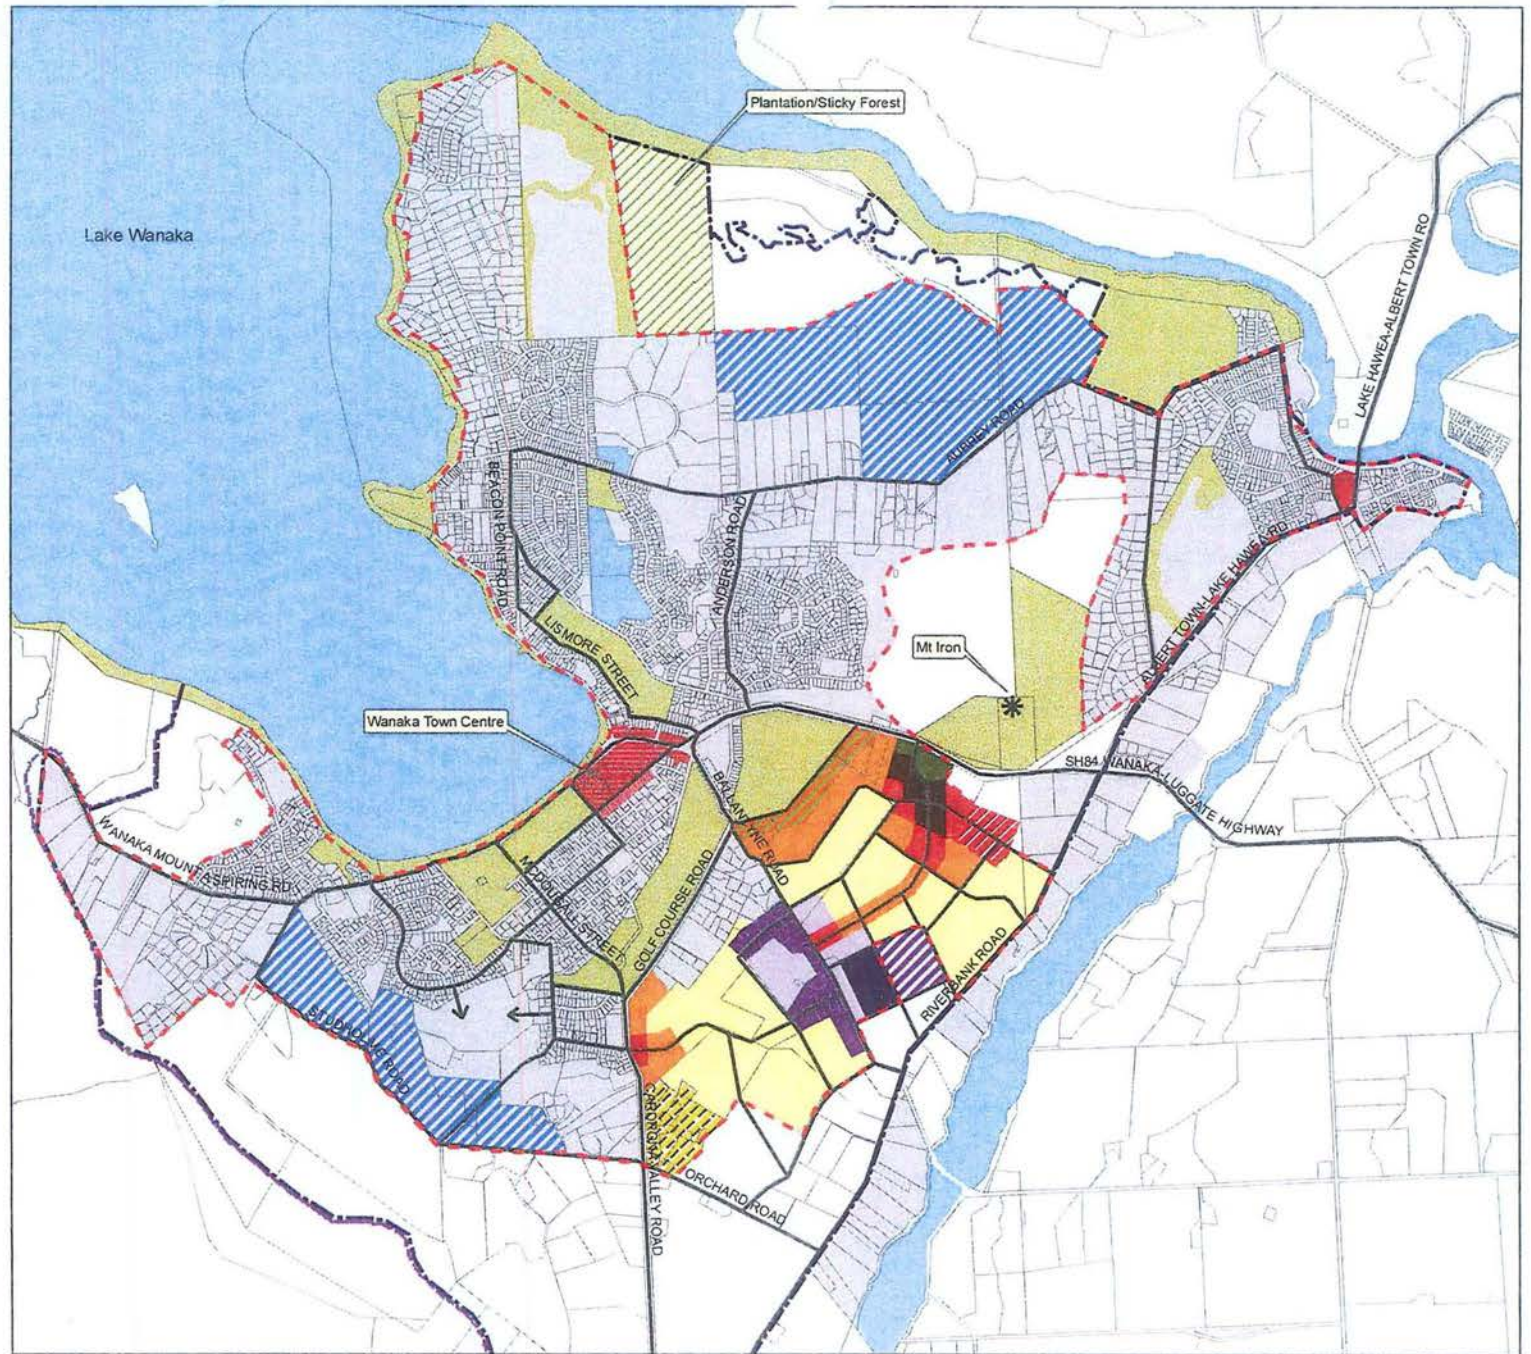 Plantation/Sticky Forest
Lake Wanaka
LAKE HAWEA-ALBERT TOWN RO
AUBREY ROAD
BEACON POINT ROAD
ANDERSON ROAD
ALBERT TOWN-LAKE HAWEA RD
LISMORE STREET
Mt Iron
Wanaka Town Centre
SH84 WANAKA-LUGGATE HIGHWAY
BALLANTYNE ROAD
WANAKA MOUNT ASPIRING RD
MCDOUGALL STREET
GOLF COURSE ROAD
RIVERBANK ROAD
STUDHOLME ROAD
CARDRONA VALLEY ROAD
ORCHARD ROAD